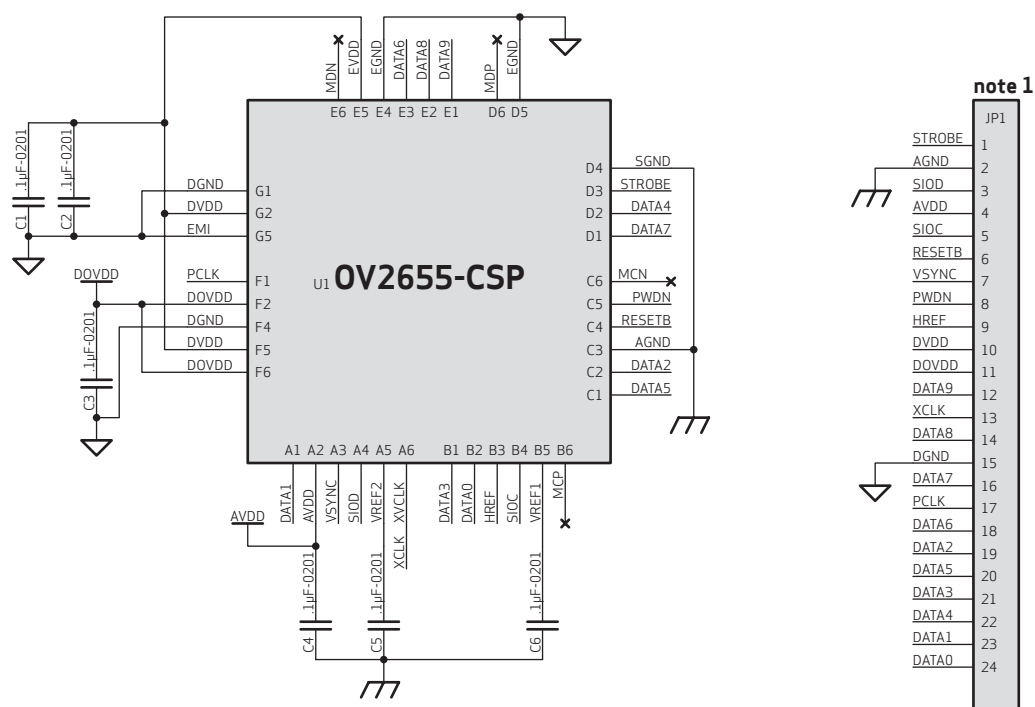 note 1
MDN
EVDD
EGND
DATA6
DATA8
DATA9
MDP
EGND
E6 E5 E4 E3 E2 E1 D6 D5
.1μF-0201
C1
.1μF-0201
C2
DGND G1
DVDD G2
EMI G5
DOVDD
PCLK F1
DOVDD F2
DGND F4
DVDD F5
DOVDD F6
.1μF-0201
C3
U1 OV2655-CSP
D4 SGND
D3 STROBE
D2 DATA4
D1 DATA7
C6 MCN
C5 PWDN
C4 RESETB
C3 AGND
C2 DATA2
C1 DATA5
A1 A2 A3 A4 A5 A6 B1 B2 B3 B4 B5 B6
DATA1
AVDD
VSYNC
SIOD
VREF2
XVCLK
XCLK
DATA3
DATA0
HREF
SIOC
VREF1
MCP
AVDD
.1μF-0201
C4
.1μF-0201
C5
.1μF-0201
C6
JP1
STROBE 1
AGND 2
SIOD 3
AVDD 4
SIOC 5
RESETB 6
VSYNC 7
PWDN 8
HREF 9
DVDD 10
DOVDD 11
DATA9 12
XCLK 13
DATA8 14
DGND 15
DATA7 16
PCLK 17
DATA6 18
DATA2 19
DATA5 20
DATA3 21
DATA4 22
DATA1 23
DATA0 24